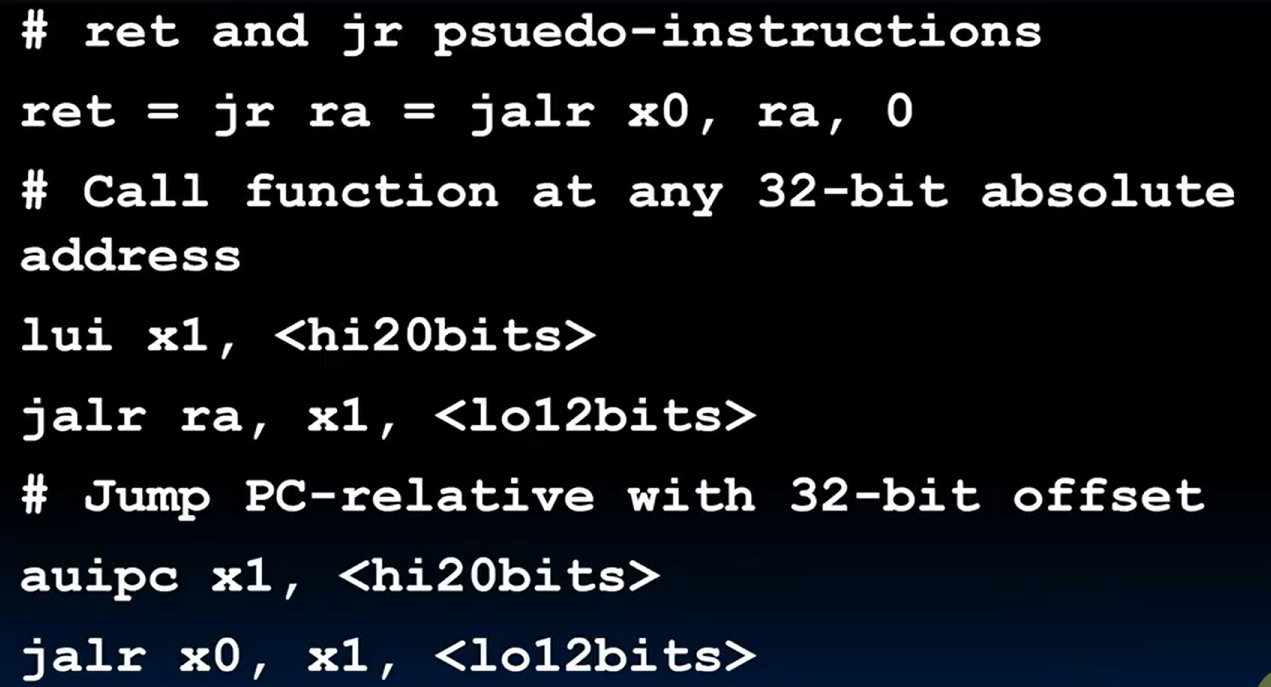 # ret and jr psuedo-instructions
ret = jr ra = jalr x0, ra, 0
# Call function at any 32-bit absolute
address
lui x1, <hi20bits>
jalr ra, x1, <lo12bits>
# Jump PC-relative with 32-bit offset
auipc x1, <hi20bits>
jalr x0, x1, <lo12bits>